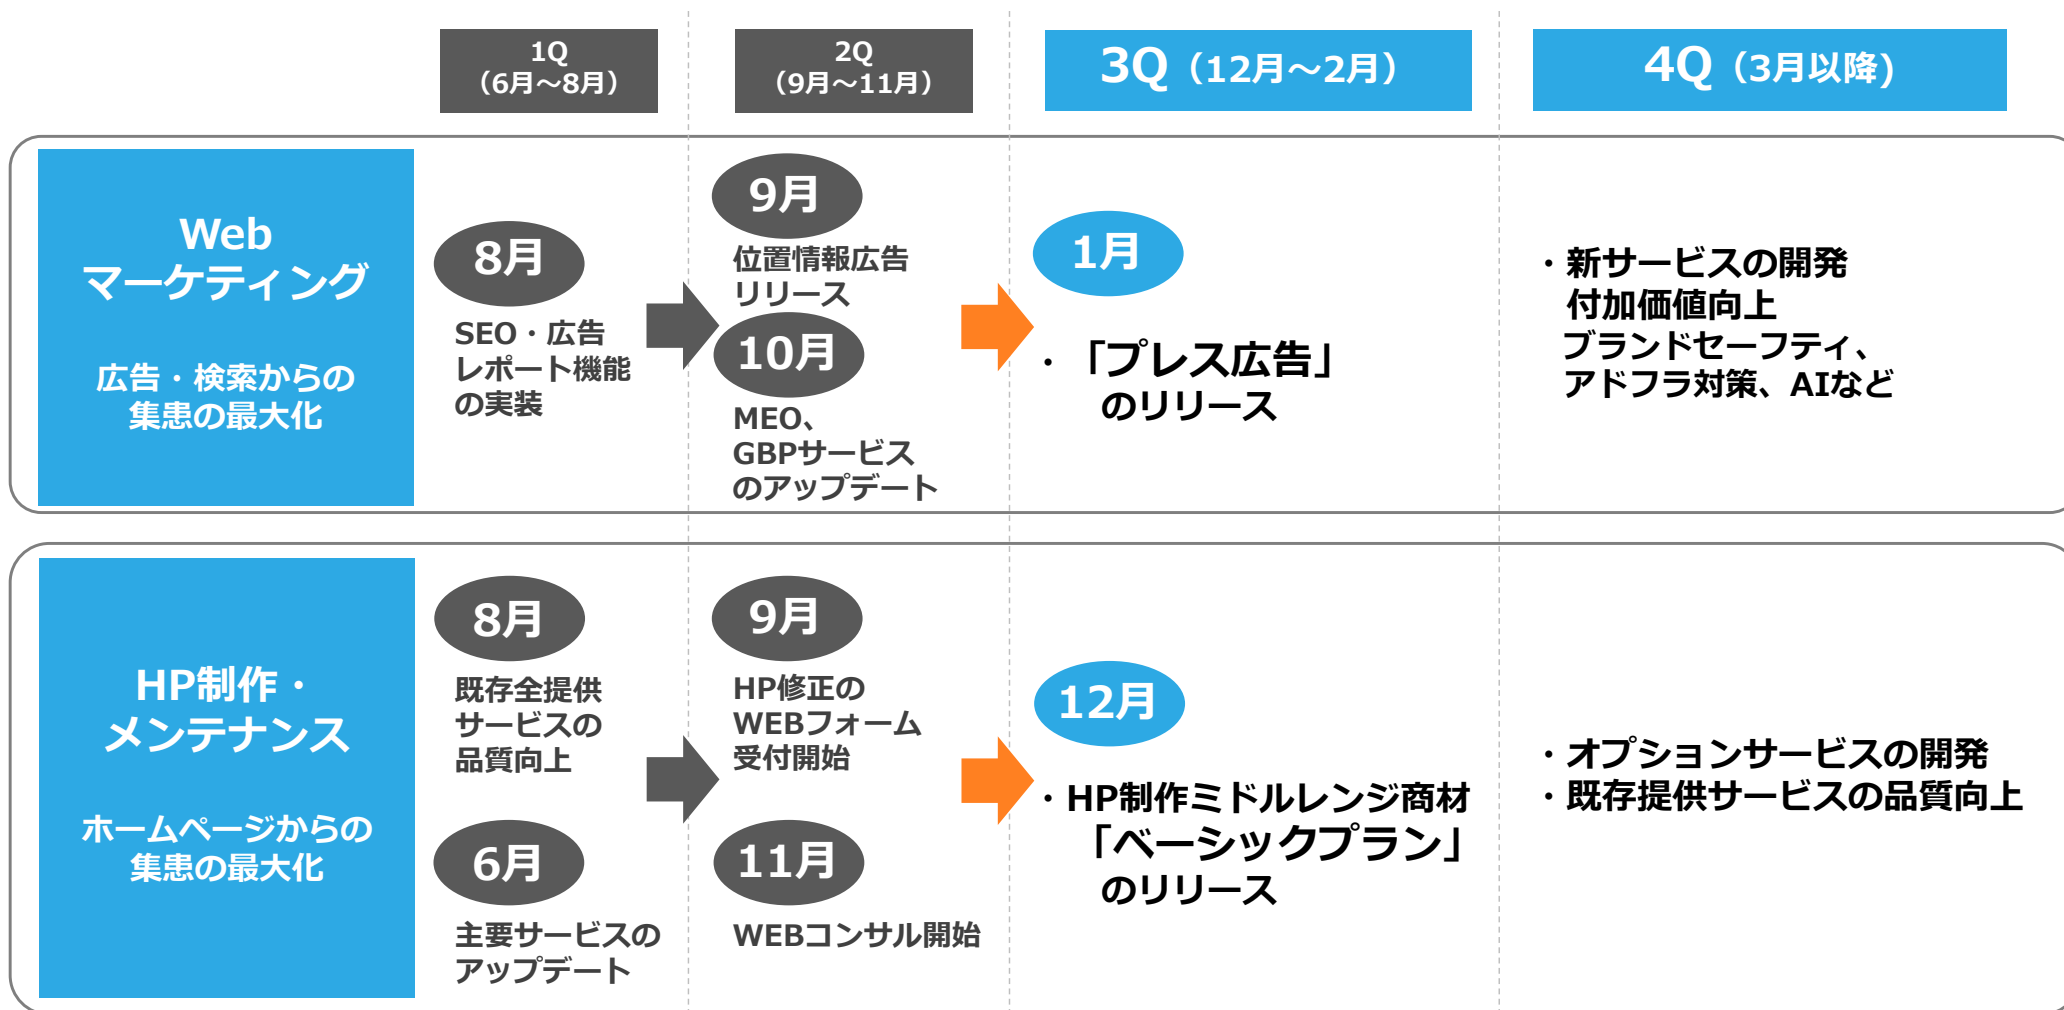 1Q
（6月～8月）
2Q
（9月～11月）
3Q（12月～2月）
4Q（3月以降)
Web
マーケティング
広告・検索からの
集患の最大化
8月
SEO・広告
レポート機能
の実装
9月
位置情報広告
リリース
10月
MEO、
GBPサービス
のアップデート
1月
・「プレス広告」
のリリース
・新サービスの開発
付加価値向上
ブランドセーフティ、
アドフラ対策、AIなど
HP制作・
メンテナンス
ホームページからの
集患の最大化
8月
既存全提供
サービスの
品質向上
6月
主要サービスの
アップデート
9月
HP修正の
WEBフォーム
受付開始
11月
WEBコンサル開始
12月
・HP制作ミドルレンジ商材
「ベーシックプラン」
のリリース
・オプションサービスの開発
・既存提供サービスの品質向上